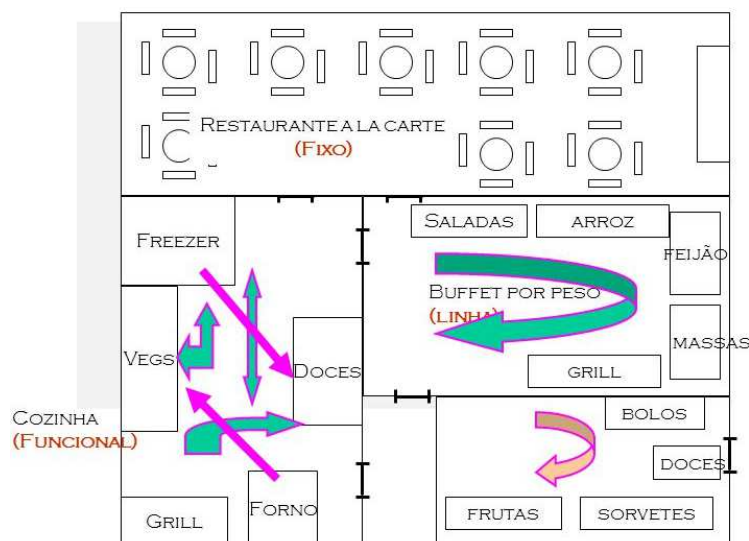 RESTAURANTE A LA CARTE
(FIXO)
FREEZER
VEGS
DOCES
COZINHA
(FUNCIONAL)
GRILL
FORNO
SALADAS
ARROZ
FEIJÃO
BUFFET POR PESO
(LINHA)
MASSAS
GRILL
BOLOS
DOCES
FRUTAS
SORVETES